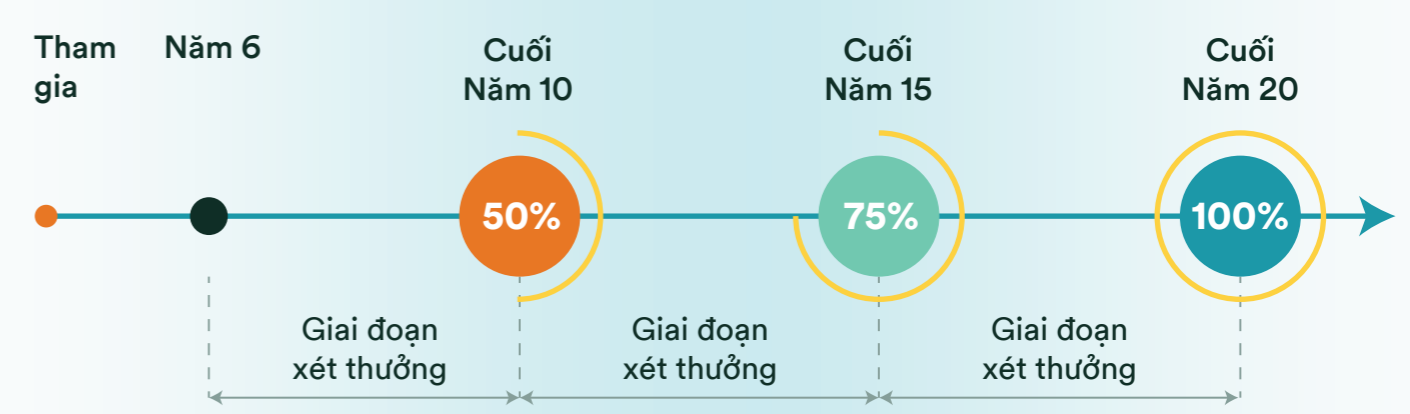 Tham
gia
Năm 6
Cuối
Năm 10
Cuối
Năm 15
Cuối
Năm 20
50%
75%
100%
Giai đoạn
xét thưởng
Giai đoạn
xét thưởng
Giai đoạn
xét thưởng